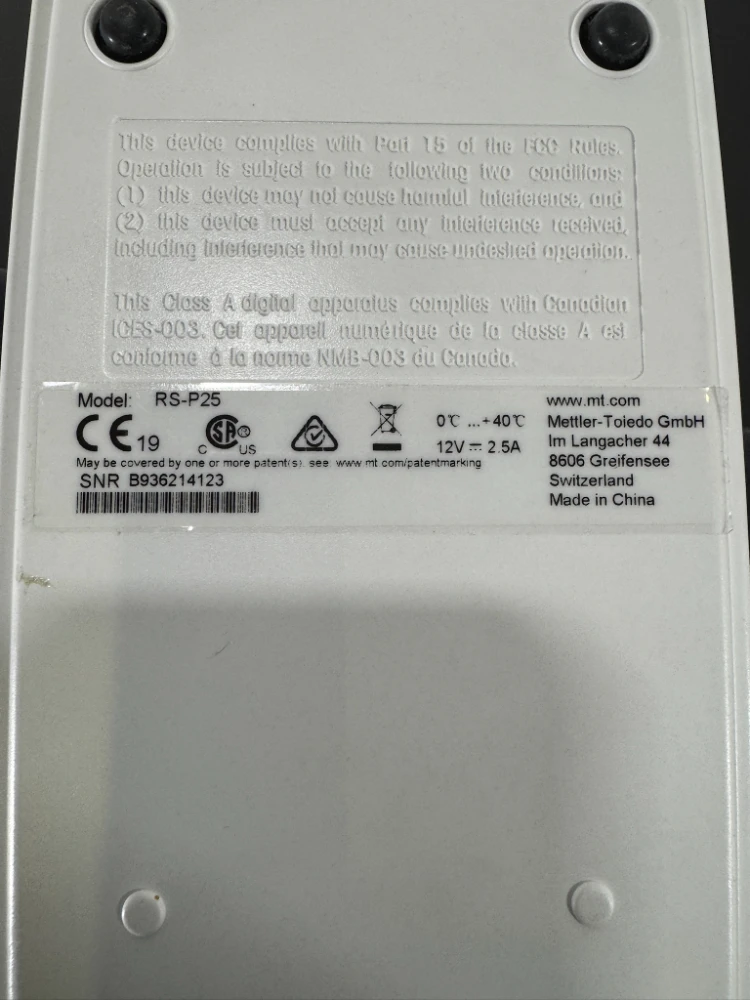 This device complies with Part 15 of the FCC Rules.
Operation is subject to the following two conditions:
(1) this device may not cause harmful interference, and
(2) this device must accept any interference received,
including interference that may cause undesired operation.
This Class A digital apparatus complies with Canadian
ICES-003. Cet appareil numérique de la classe A est
conforme à la norme NMB-003 du Canada.
Model: RS-P25
CE 19
C SA US
0℃ ...+40℃
12V ⎓ 2.5A
May be covered by one or more patent(s). see www.mt.com/patentmarking
SNR B936214123
www.mt.com
Mettler-Toledo GmbH
Im Langacher 44
8606 Greifensee
Switzerland
Made in China